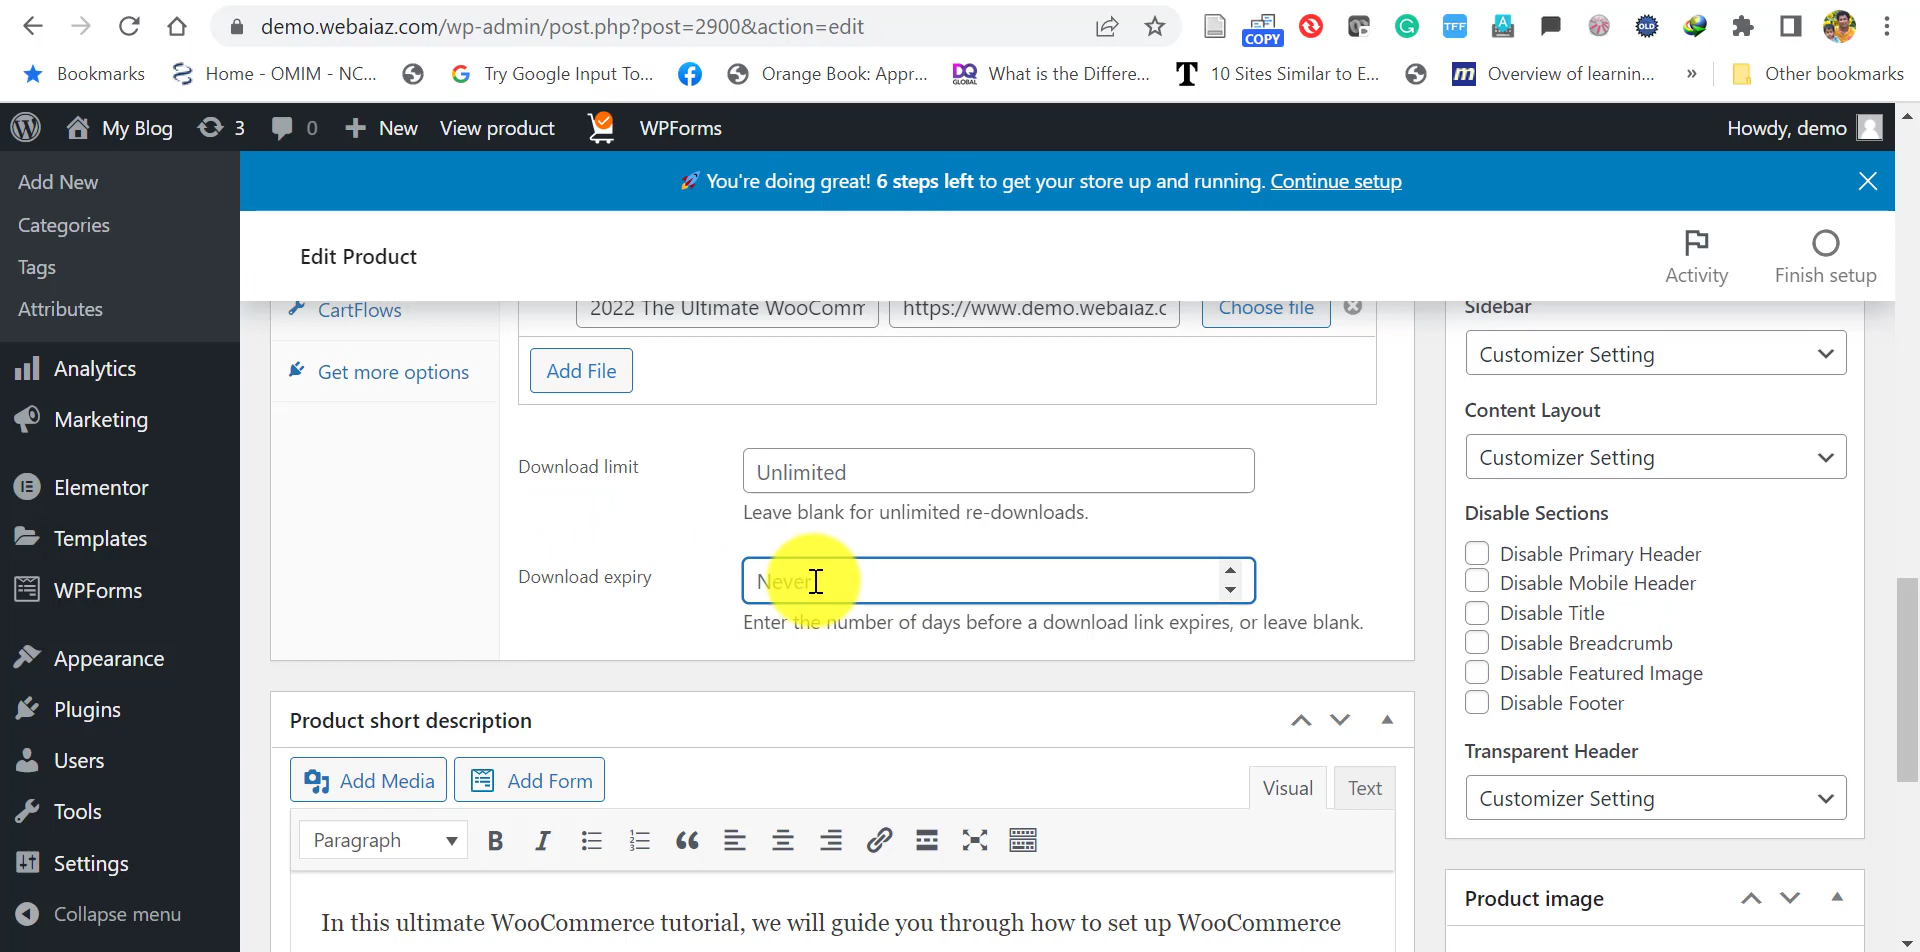 demo.webaiaz.com/wp-admin/post.php?post=2900&action=edit
COPY
TFF
A
OLD
Bookmarks
Home - OMIM - NC...
Try Google Input To...
Orange Book: Appr...
DQ
GLOBAL
What is the Differe...
T
10 Sites Similar to E...
m
Overview of learnin...
»
Other bookmarks
My Blog
3
0
New
View product
WPForms
Howdy, demo
Add New
Categories
Tags
Attributes
Analytics
Marketing
Elementor
Templates
WPForms
Appearance
Plugins
Users
Tools
Settings
Collapse menu
🚀 You're doing great! 6 steps left to get your store up and running. Continue setup
Edit Product
Activity
Finish setup
CartFlows
Get more options
2022 The Ultimate WooComm
https://www.demo.webaiaz.c
Choose file
Add File
Download limit
Unlimited
Leave blank for unlimited re-downloads.
Download expiry
Never
Enter the number of days before a download link expires, or leave blank.
Product short description
Add Media
Add Form
Visual
Text
Paragraph
In this ultimate WooCommerce tutorial, we will guide you through how to set up WooCommerce
Sidebar
Customizer Setting
Content Layout
Customizer Setting
Disable Sections
Disable Primary Header
Disable Mobile Header
Disable Title
Disable Breadcrumb
Disable Featured Image
Disable Footer
Transparent Header
Customizer Setting
Product image